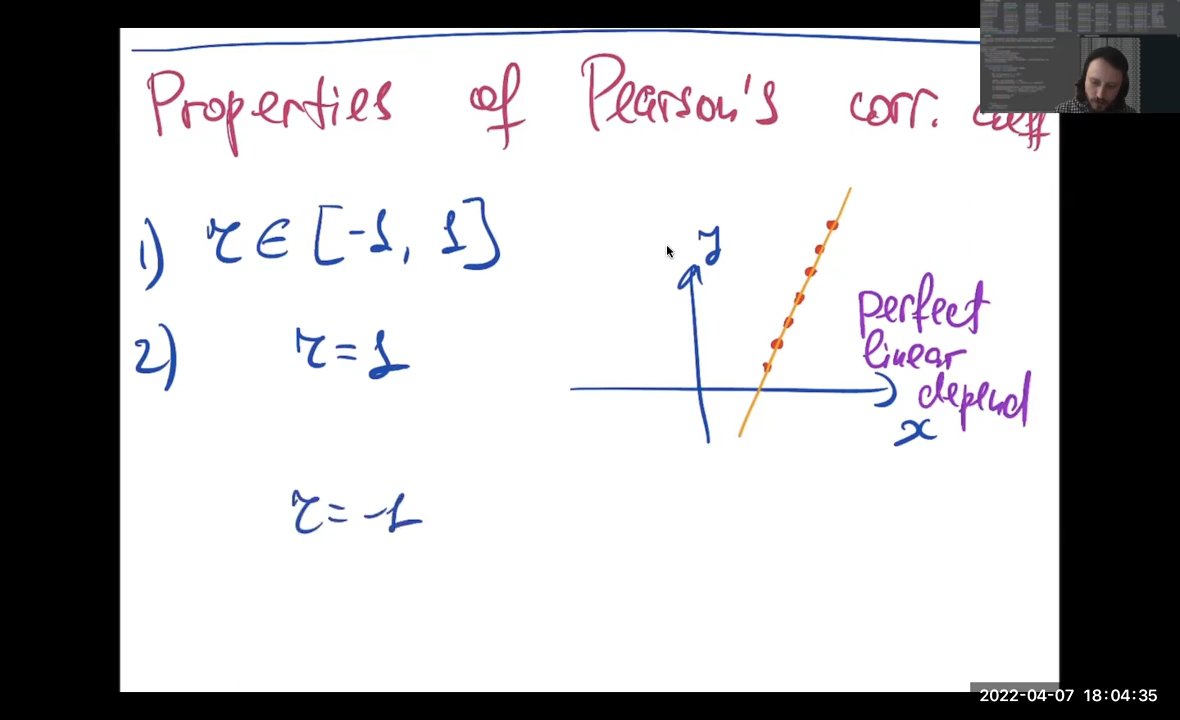 Properties of Pearson's corr. coeff
1) r ∈ [-1, 1]
2) r = 1
y
perfect
linear
depend
x
r = -1
2022-04-07 18:04:35